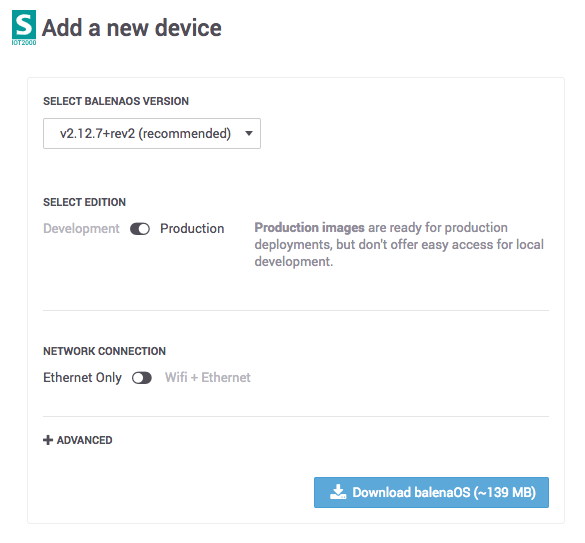 S
IOT2000
Add a new device
SELECT BALENAOS VERSION
v2.12.7+rev2 (recommended)
SELECT EDITION
Development Production
Production images are ready for production
deployments, but don't offer easy access for local
development.
NETWORK CONNECTION
Ethernet Only Wifi + Ethernet
ADVANCED
Download balenaOS (~139 MB)